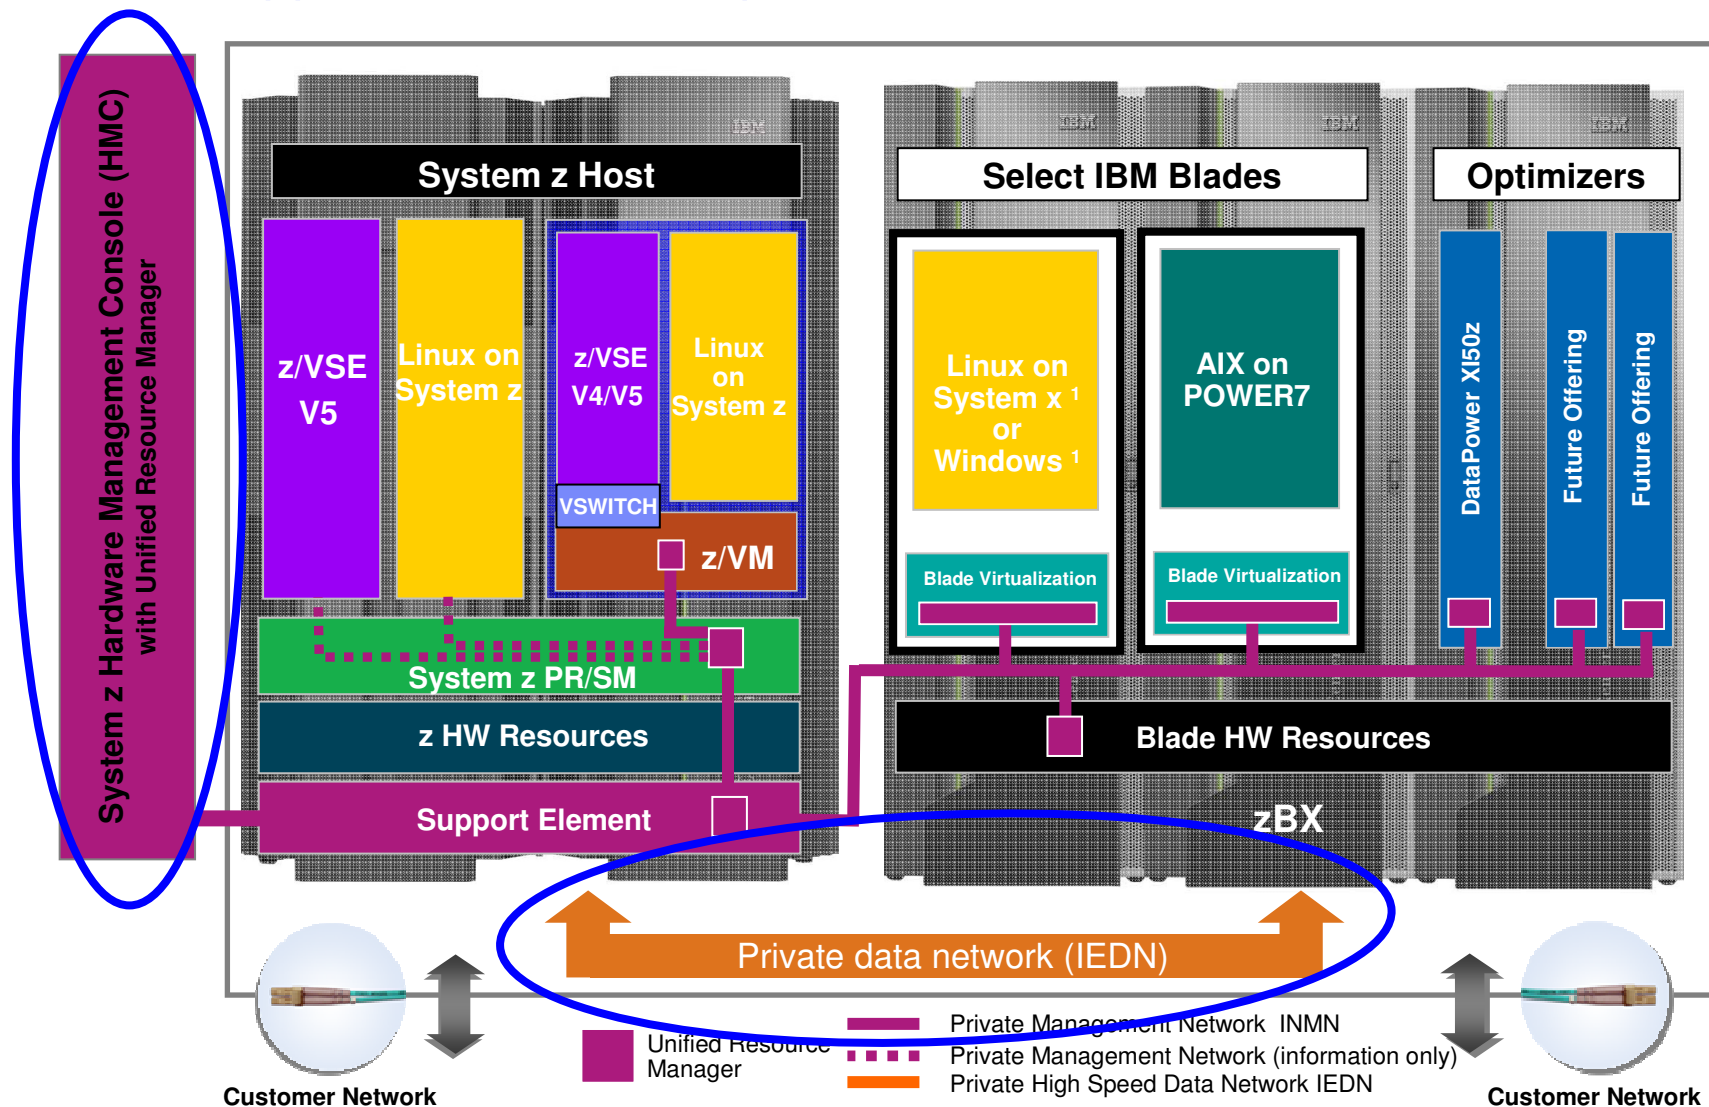 System z Hardware Management Console (HMC)
with Unified Resource Manager
IBM
IBM
IBM
IBM
System z Host
Select IBM Blades
Optimizers
z/VSE
V5
Linux on
System z
z/VSE
V4/V5
Linux
on
System z
VSWITCH
z/VM
Linux on
System x ¹
or
Windows ¹
AIX on
POWER7
Blade Virtualization
Blade Virtualization
DataPower XI50z
Future Offering
Future Offering
System z PR/SM
z HW Resources
Support Element
Blade HW Resources
zBX
Private data network (IEDN)
Customer Network
Unified Resource
Manager
Private Management Network INMN
Private Management Network (information only)
Private High Speed Data Network IEDN
Customer Network